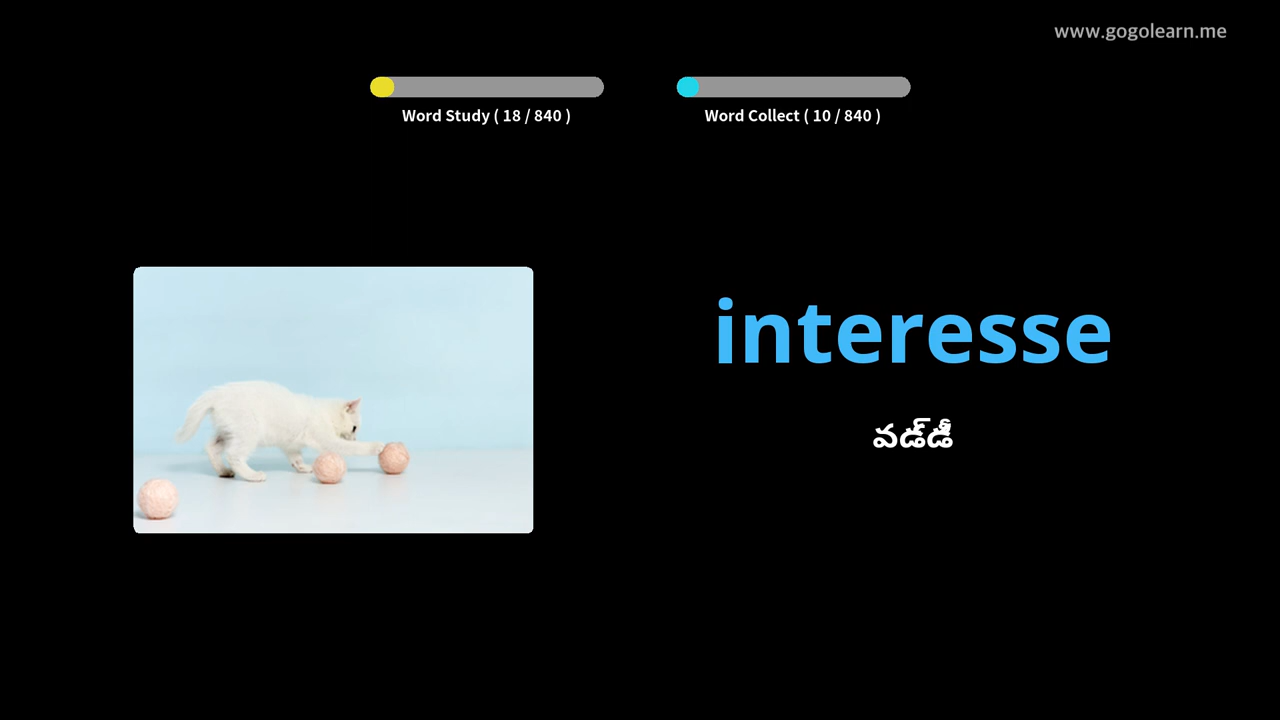 www.gogolearn.me
Word Study ( 18 / 840 )
Word Collect ( 10 / 840 )
interesse
వడ్డీ